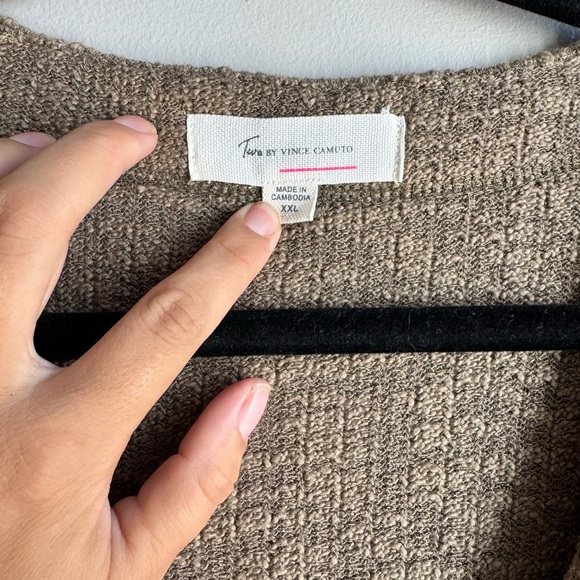 Two BY VINCE CAMUTO
MADE IN
CAMBODIA
XXL